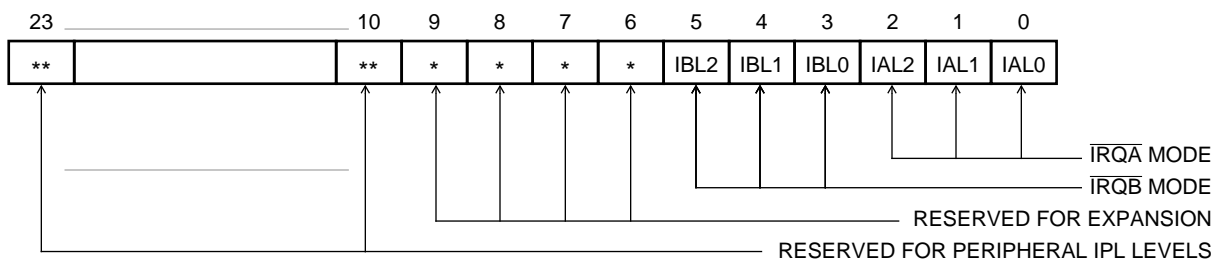 23 10 9 8 7 6 5 4 3 2 1 0
** ** * * * * IBL2 IBL1 IBL0 IAL2 IAL1 IAL0
IRQA MODE
IRQB MODE
RESERVED FOR EXPANSION
RESERVED FOR PERIPHERAL IPL LEVELS